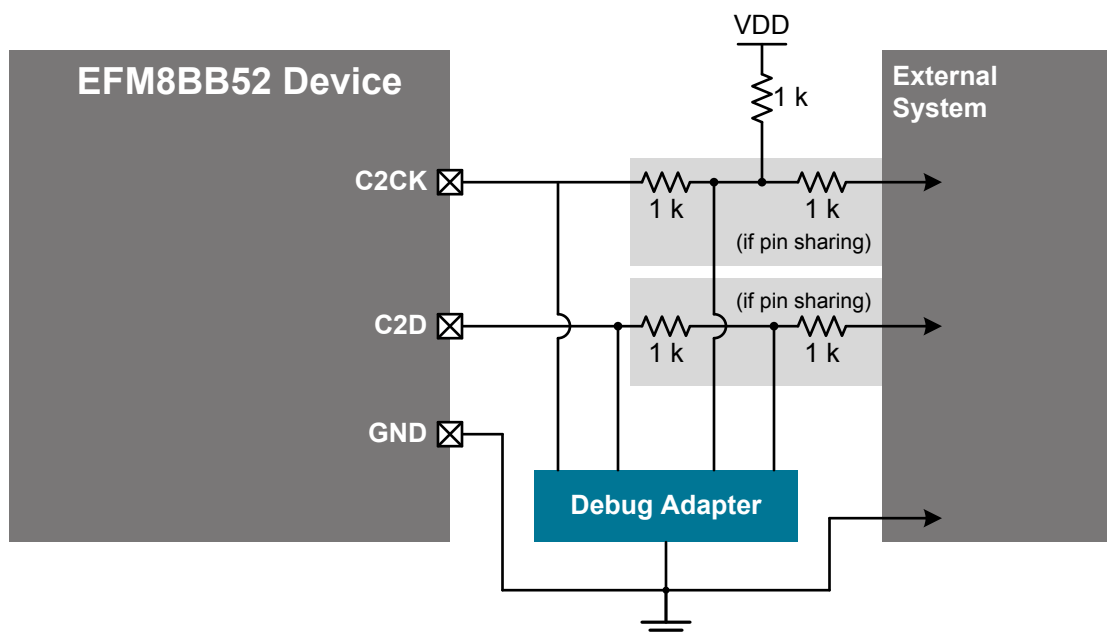 VDD
EFM8BB52 Device
External
System
1 k
C2CK
1 k
1 k
(if pin sharing)
(if pin sharing)
C2D
1 k
1 k
GND
Debug Adapter